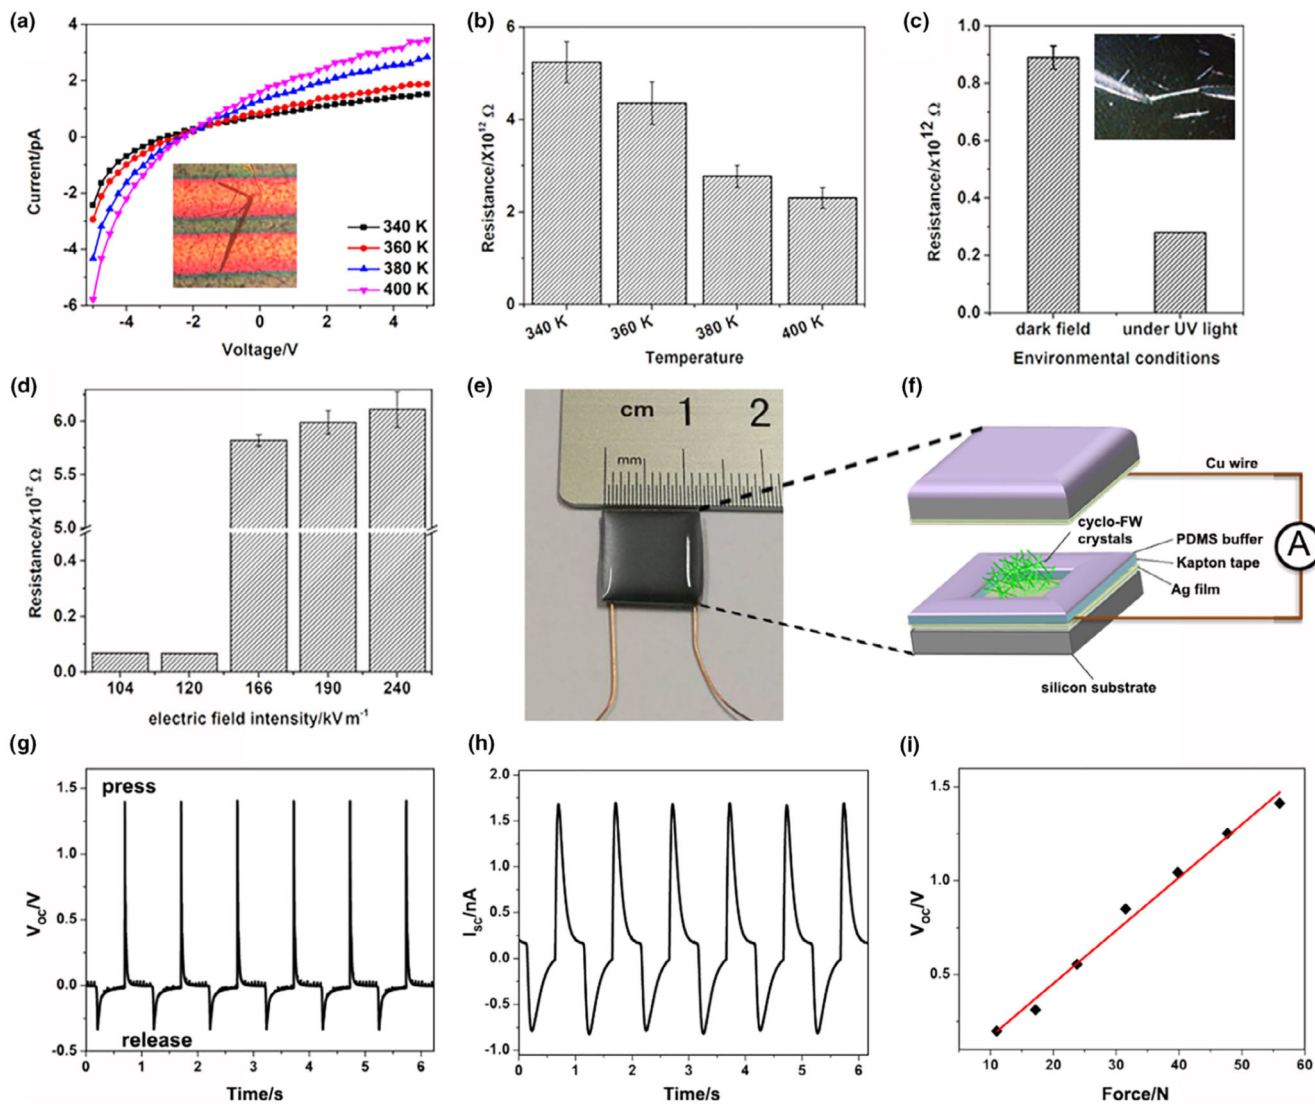 (a)
Current/pA
4
2
0
-2
-4
-6
340 K
360 K
380 K
400 K
-4 -2 0 2 4
Voltage/V
(b)
Resistance/X10¹² Ω
6
4
2
0
340 K 360 K 380 K 400 K
Temperature
(c)
Resistance/x10¹² Ω
1.0
0.8
0.6
0.4
0.2
0.0
dark field under UV light
Environmental conditions
(d)
Resistance/x10¹² Ω
6.0
5.5
5.0
0.4
0.2
0.0
104 120 166 190 240
electric field intensity/kV m⁻¹
(e)
cm 1 2
mm
(f)
Cu wire
cyclo-FW
crystals
PDMS buffer
Kapton tape
Ag film
A
silicon substrate
(g)
Voc/V
1.5
1.0
0.5
0.0
-0.5
press
release
0 1 2 3 4 5 6
Time/s
(h)
Isc/nA
2.0
1.5
1.0
0.5
0.0
-0.5
-1.0
0 1 2 3 4 5 6
Time/s
(i)
Voc/V
1.5
1.0
0.5
10 20 30 40 50 60
Force/N